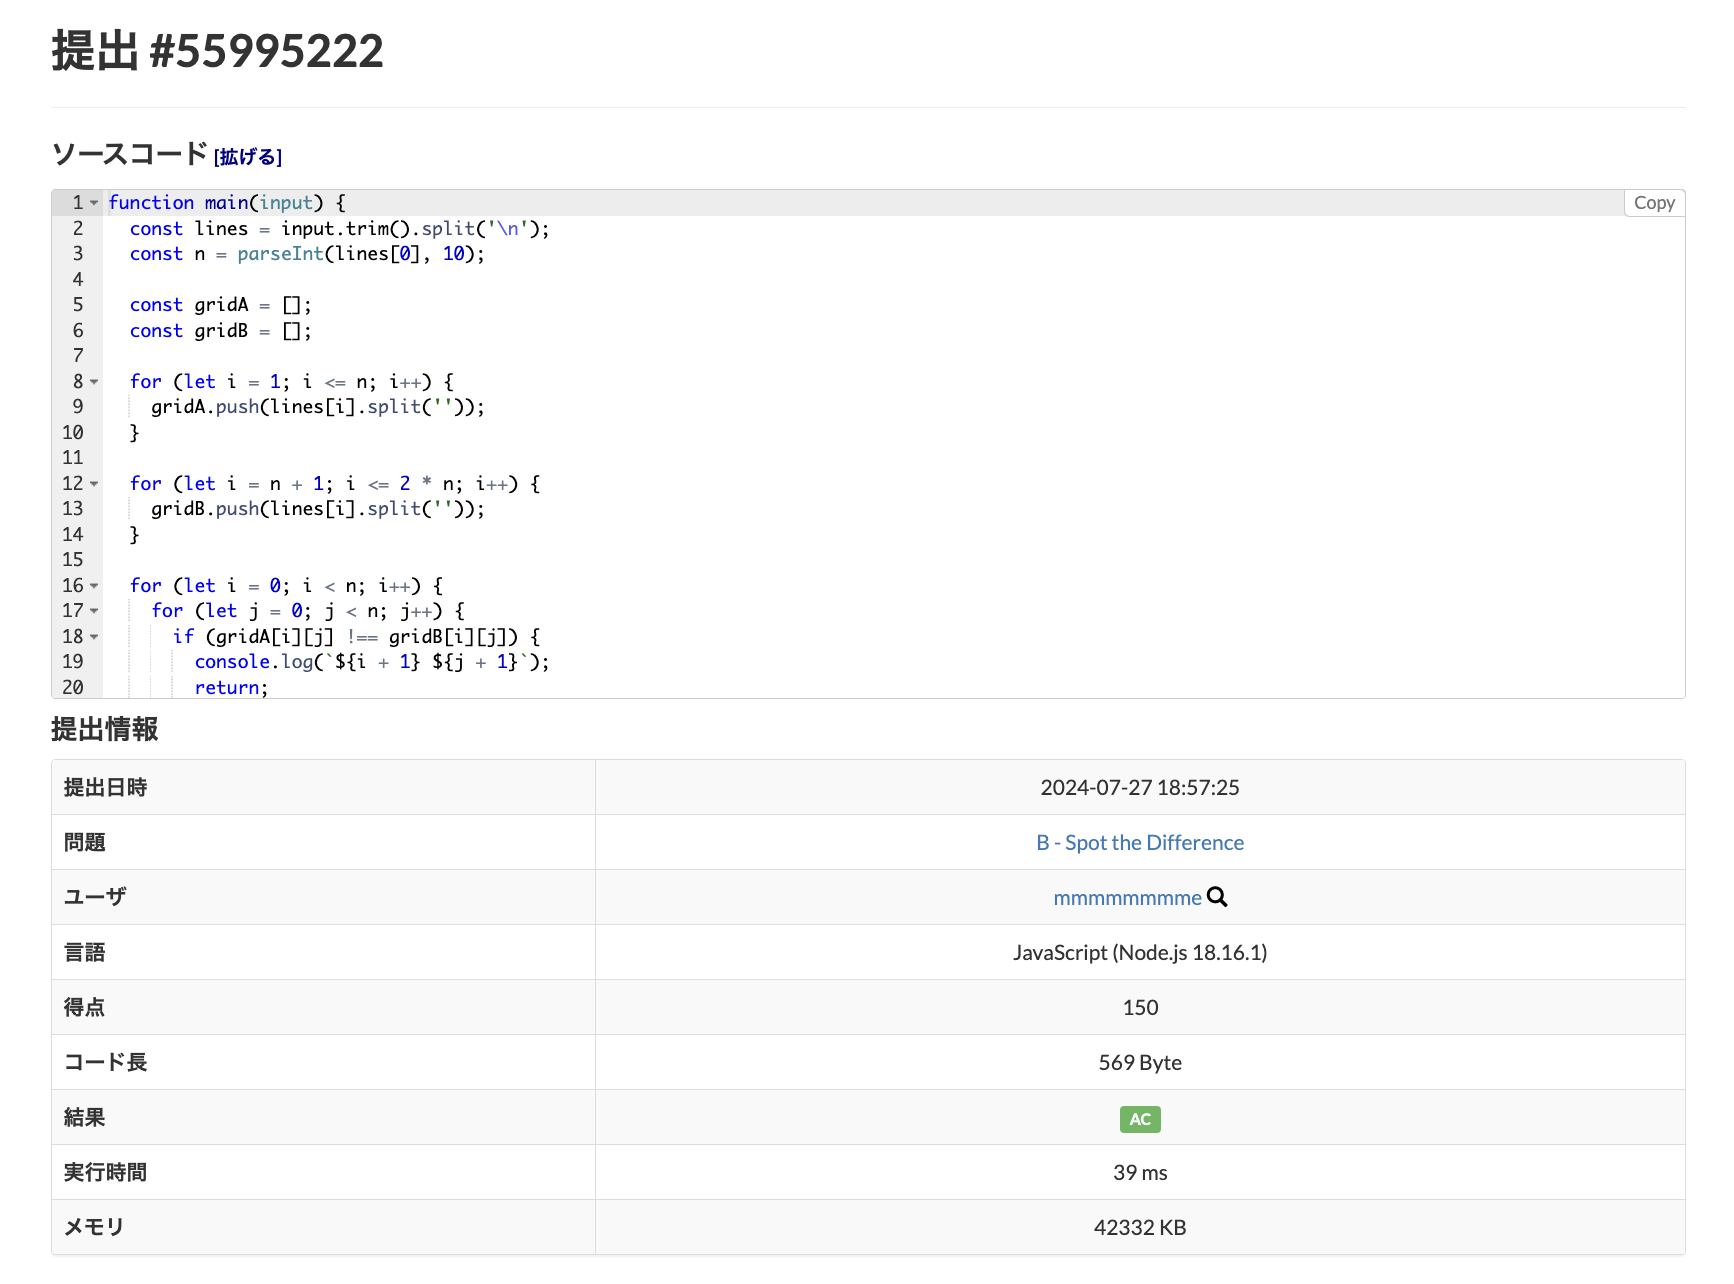 提出 #55995222
ソースコード [拡げる]
Copy
1 function main(input) {
2   const lines = input.trim().split('\n');
3   const n = parseInt(lines[0], 10);
4
5   const gridA = [];
6   const gridB = [];
7
8   for (let i = 1; i <= n; i++) {
9     gridA.push(lines[i].split(''));
10   }
11
12   for (let i = n + 1; i <= 2 * n; i++) {
13     gridB.push(lines[i].split(''));
14   }
15
16   for (let i = 0; i < n; i++) {
17     for (let j = 0; j < n; j++) {
18       if (gridA[i][j] !== gridB[i][j]) {
19         console.log(`${i + 1} ${j + 1}`);
20         return;
提出情報
提出日時 2024-07-27 18:57:25
問題 B - Spot the Difference
ユーザ mmmmmmmme
言語 JavaScript (Node.js 18.16.1)
得点 150
コード長 569 Byte
結果 AC
実行時間 39 ms
メモリ 42332 KB